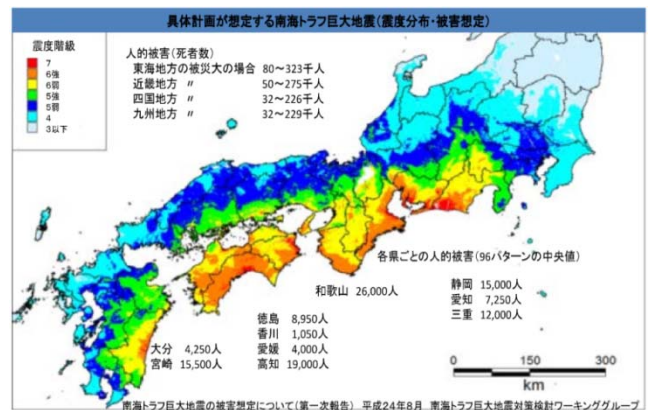 具体計画が想定する南海トラフ巨大地震（震度分布・被害想定）
震度階級
7
6強
6弱
5強
5弱
4
3以下
人的被害（死者数）
東海地方の被災大の場合 80～323千人
近畿地方 〃 50～275千人
四国地方 〃 32～226千人
九州地方 〃 32～229千人
各県ごとの人的被害（96パターンの中央値）
和歌山 26,000人
静岡 15,000人
愛知 7,250人
三重 12,000人
徳島 8,950人
香川 1,050人
愛媛 4,000人
高知 19,000人
大分 4,250人
宮崎 15,500人
0 150 300
km
南海トラフ巨大地震の被害想定について（第一次報告） 平成24年8月 南海トラフ巨大地震対策検討ワーキンググループ